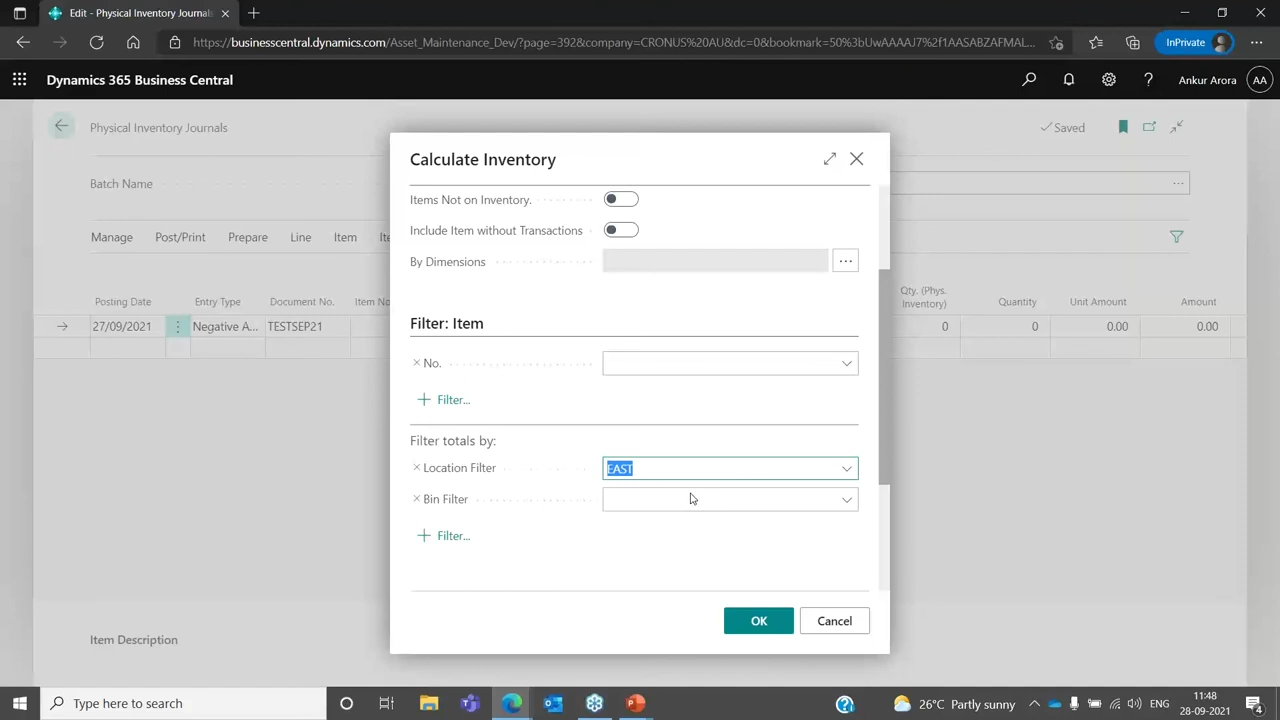 Edit - Physical Inventory Journals
https://businesscentral.dynamics.com/Asset_Maintenance_Dev/?page=392&company=CRONUS%20AU&dc=0&bookmark=50%3bUwAAAAJ7%2f1AASABZAFMAL...
InPrivate
Dynamics 365 Business Central
Ankur Arora
AA
Physical Inventory Journals
Saved
Calculate Inventory
Batch Name
Items Not on Inventory.
Include Item without Transactions
Manage Post/Print Prepare Line Item Ite
By Dimensions
Posting Date Entry Type Document No. Item No
Qty. (Phys. Inventory) Quantity Unit Amount Amount
27/09/2021 Negative A... TESTSEP21 0 0 0.00 0.00
Filter: Item
No.
Filter...
Filter totals by:
Location Filter EAST
Bin Filter
Filter...
OK Cancel
Item Description
Type here to search
26°C Partly sunny
ENG
11:48
28-09-2021
4